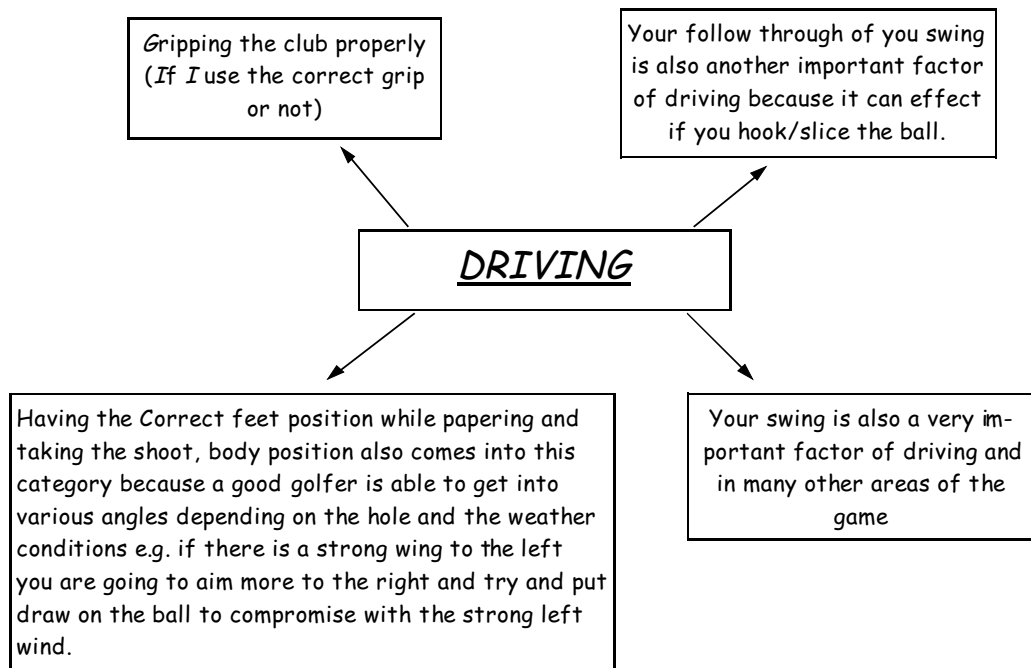 Gripping the club properly
(If I use the correct grip
or not)
Your follow through of you swing
is also another important factor
of driving because it can effect
if you hook/slice the ball.
DRIVING
Having the Correct feet position while papering and
taking the shoot, body position also comes into this
category because a good golfer is able to get into
various angles depending on the hole and the weather
conditions e.g. if there is a strong wing to the left
you are going to aim more to the right and try and put
draw on the ball to compromise with the strong left
wind.
Your swing is also a very im-
portant factor of driving and
in many other areas of the
game